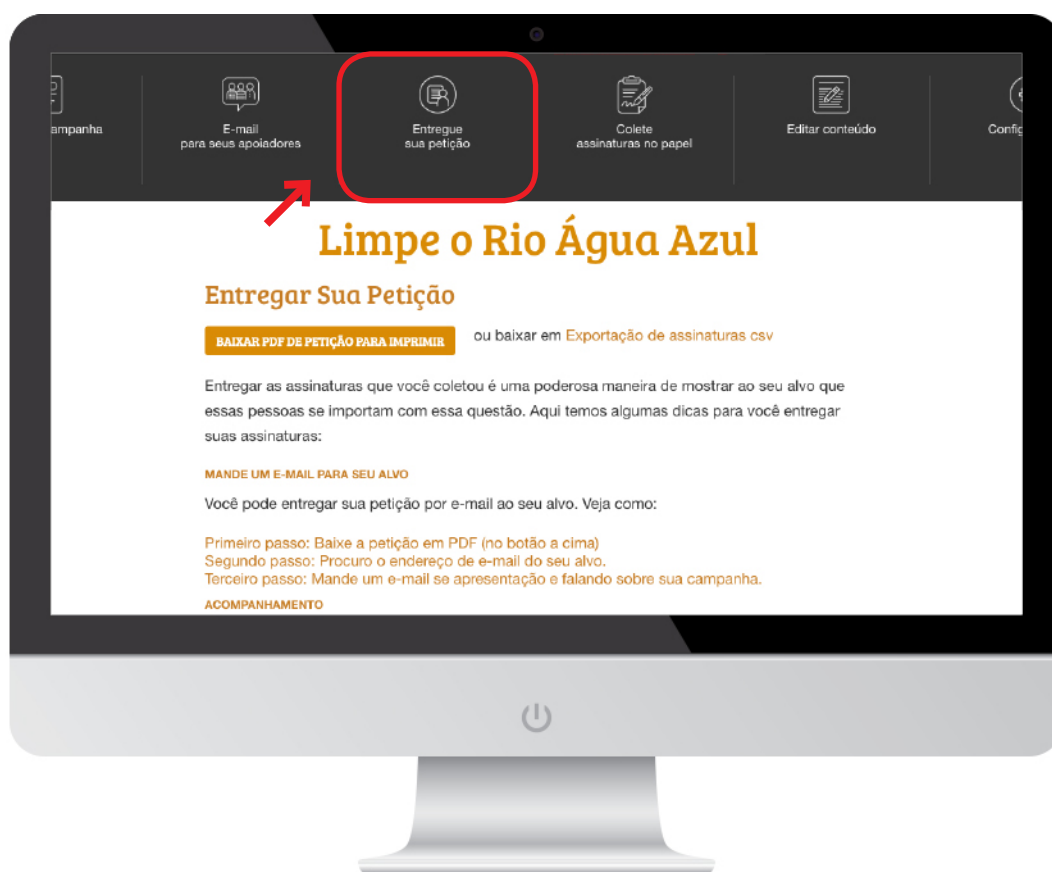 ampanha
E-mail
para seus apoiadores
Entregue
sua petição
Colete
assinaturas no papel
Editar conteúdo
Config
Limpe o Rio Água Azul
Entregar Sua Petição
BAIXAR PDF DE PETIÇÃO PARA IMPRIMIR ou baixar em Exportação de assinaturas csv
Entregar as assinaturas que você coletou é uma poderosa maneira de mostrar ao seu alvo que
essas pessoas se importam com essa questão. Aqui temos algumas dicas para você entregar
suas assinaturas:
MANDE UM E-MAIL PARA SEU ALVO
Você pode entregar sua petição por e-mail ao seu alvo. Veja como:
Primeiro passo: Baixe a petição em PDF (no botão a cima)
Segundo passo: Procuro o endereço de e-mail do seu alvo.
Terceiro passo: Mande um e-mail se apresentação e falando sobre sua campanha.
ACOMPANHAMENTO